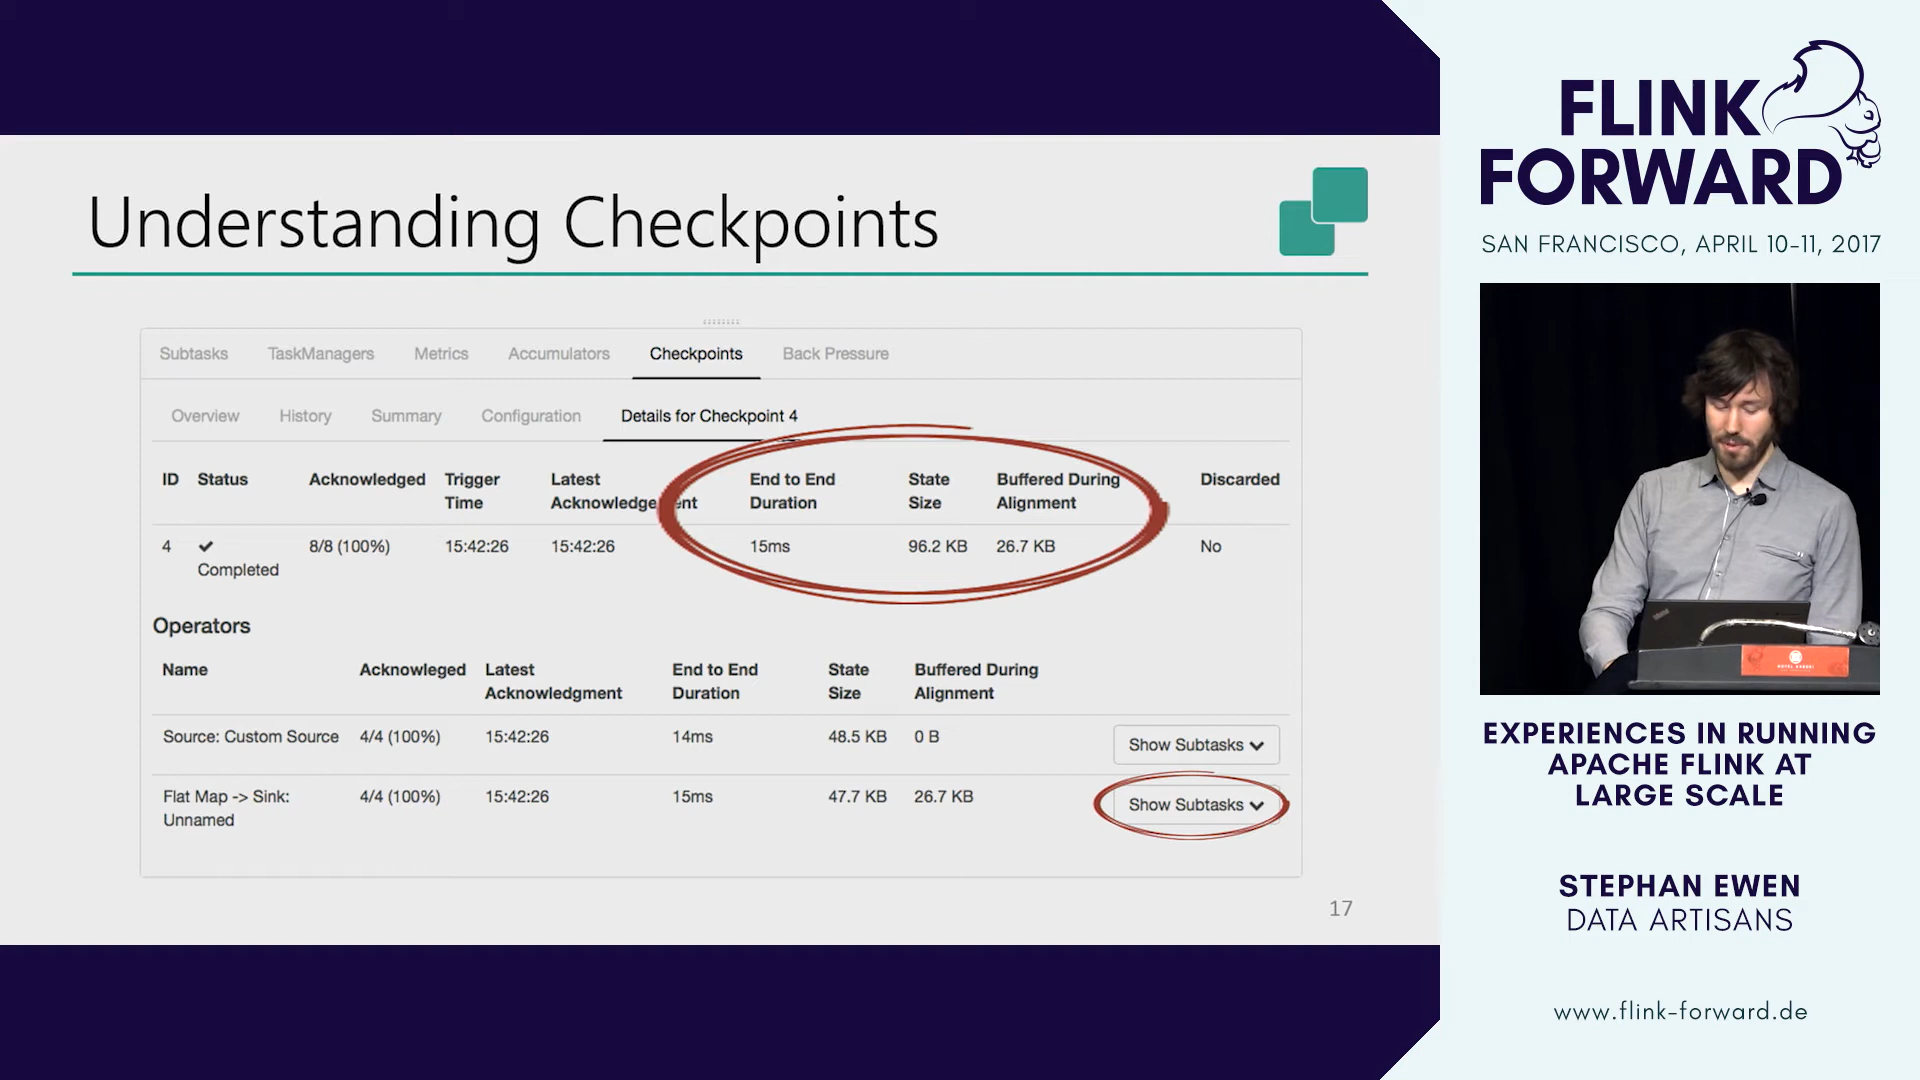 Understanding Checkpoints
Subtasks TaskManagers Metrics Accumulators Checkpoints Back Pressure
Overview History Summary Configuration Details for Checkpoint 4
ID Status Acknowledged Trigger Time Latest Acknowledgement End to End Duration State Size Buffered During Alignment Discarded
4 Completed 8/8 (100%) 15:42:26 15:42:26 15ms 96.2 KB 26.7 KB No
Operators
Name Acknowleged Latest Acknowledgment End to End Duration State Size Buffered During Alignment
Source: Custom Source 4/4 (100%) 15:42:26 14ms 48.5 KB 0 B Show Subtasks
Flat Map -> Sink: Unnamed 4/4 (100%) 15:42:26 15ms 47.7 KB 26.7 KB Show Subtasks
17
FLINK
FORWARD
SAN FRANCISCO, APRIL 10-11, 2017
EXPERIENCES IN RUNNING
APACHE FLINK AT
LARGE SCALE
STEPHAN EWEN
DATA ARTISANS
www.flink-forward.de